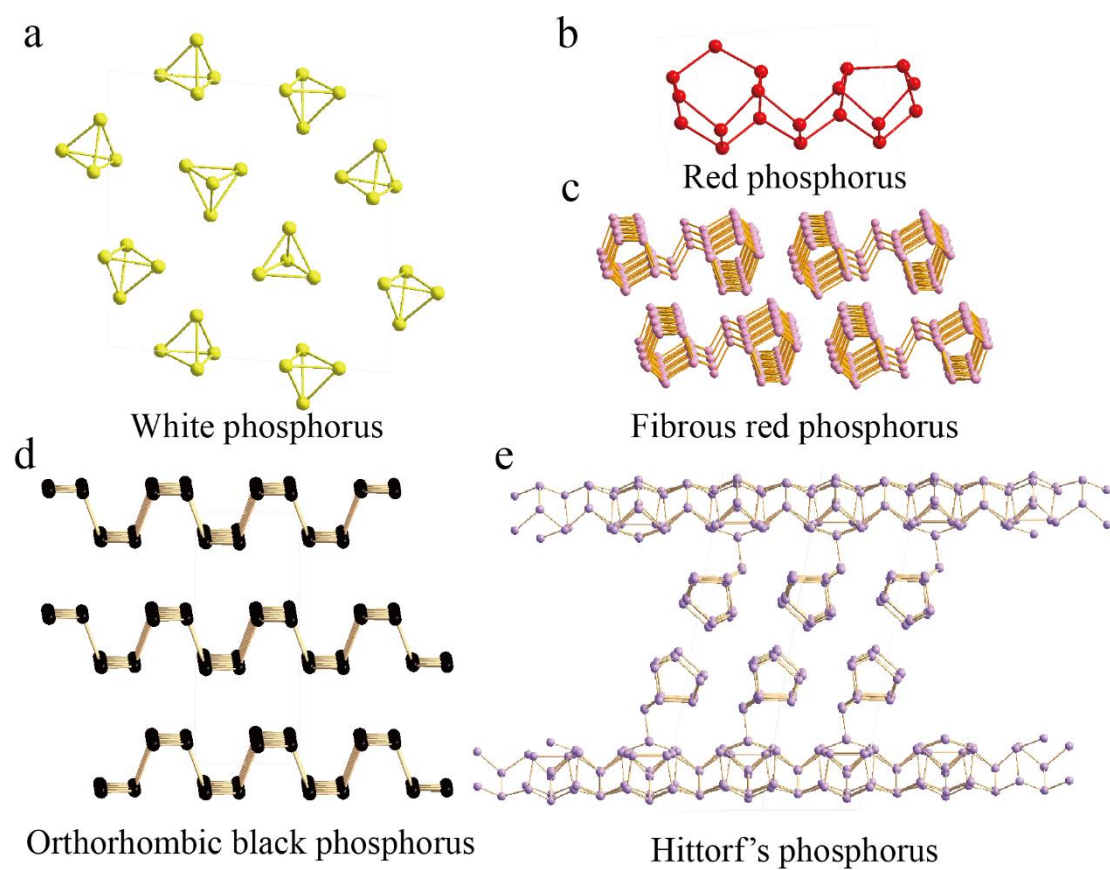 a
White phosphorus
b
Red phosphorus
c
Fibrous red phosphorus
d
Orthorhombic black phosphorus
e
Hittorf’s phosphorus